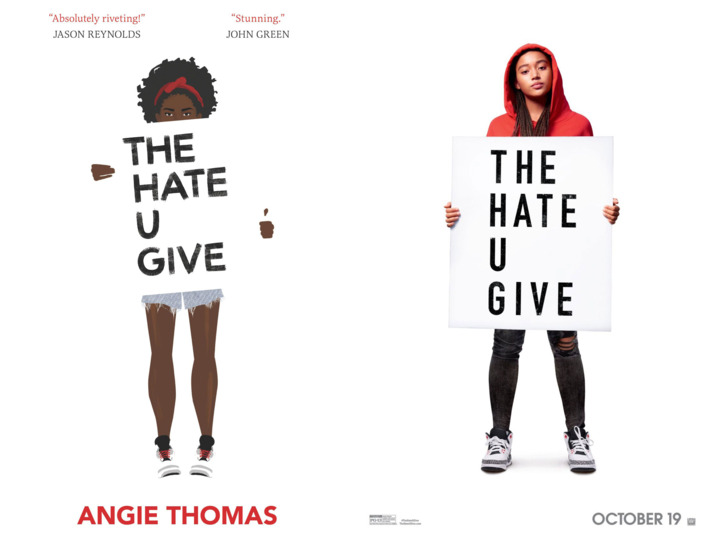 “Absolutely riveting!”
JASON REYNOLDS
“Stunning.”
JOHN GREEN
THE
HATE
U
GIVE
ANGIE THOMAS
THE
HATE
U
GIVE
OCTOBER 19